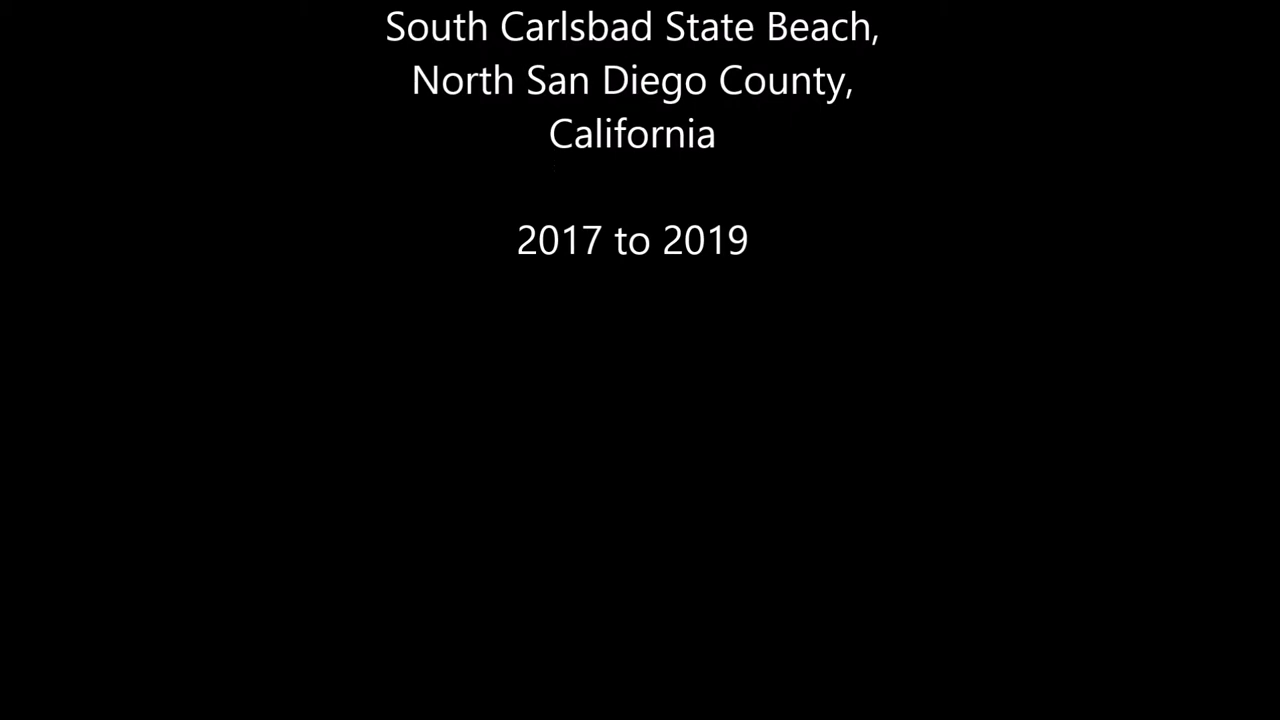 South Carlsbad State Beach,
North San Diego County,
California
2017 to 2019